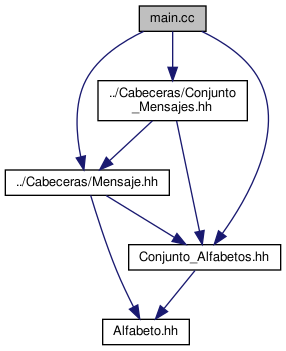 main.cc
../Cabeceras/Conjunto
_Mensajes.hh
../Cabeceras/Mensaje.hh
Conjunto_Alfabetos.hh
Alfabeto.hh